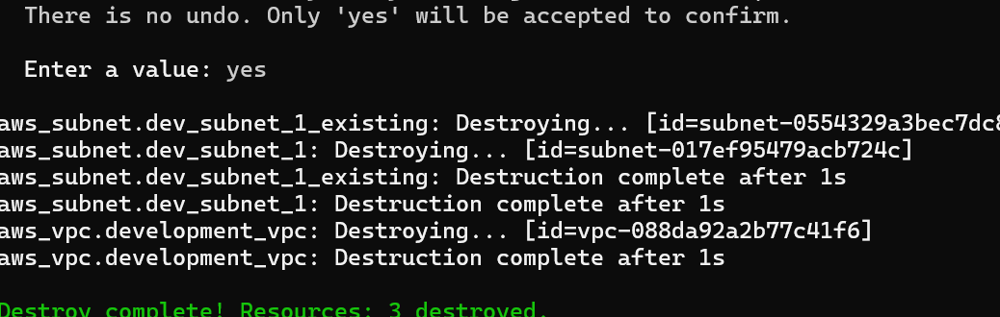 There is no undo. Only 'yes' will be accepted to confirm.
Enter a value: yes
aws_subnet.dev_subnet_1_existing: Destroying... [id=subnet-0554329a3bec7dc8
aws_subnet.dev_subnet_1: Destroying... [id=subnet-017ef95479acb724c]
aws_subnet.dev_subnet_1_existing: Destruction complete after 1s
aws_subnet.dev_subnet_1: Destruction complete after 1s
aws_vpc.development_vpc: Destroying... [id=vpc-088da92a2b77c41f6]
aws_vpc.development_vpc: Destruction complete after 1s
Destroy complete! Resources: 3 destroyed.